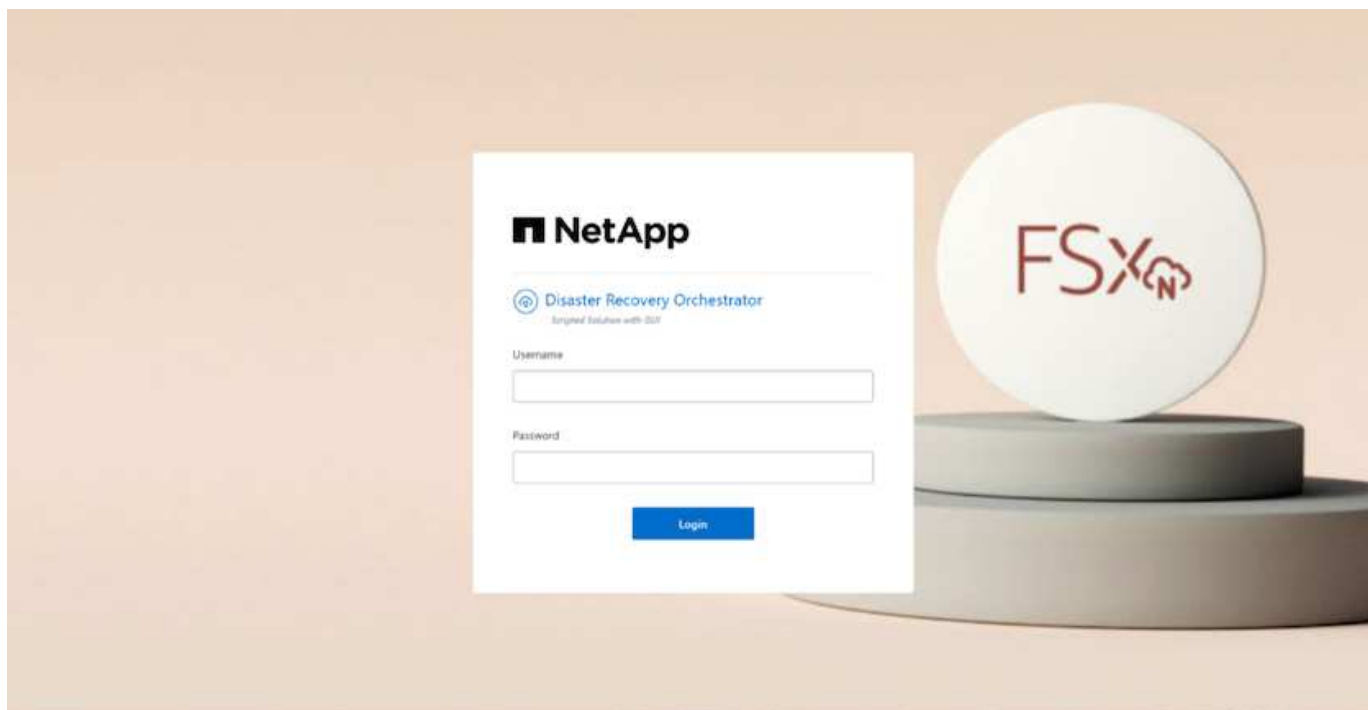 NetApp
Disaster Recovery Orchestrator
Scripted Solution with GUI
Username
Password
Login
FSx
N